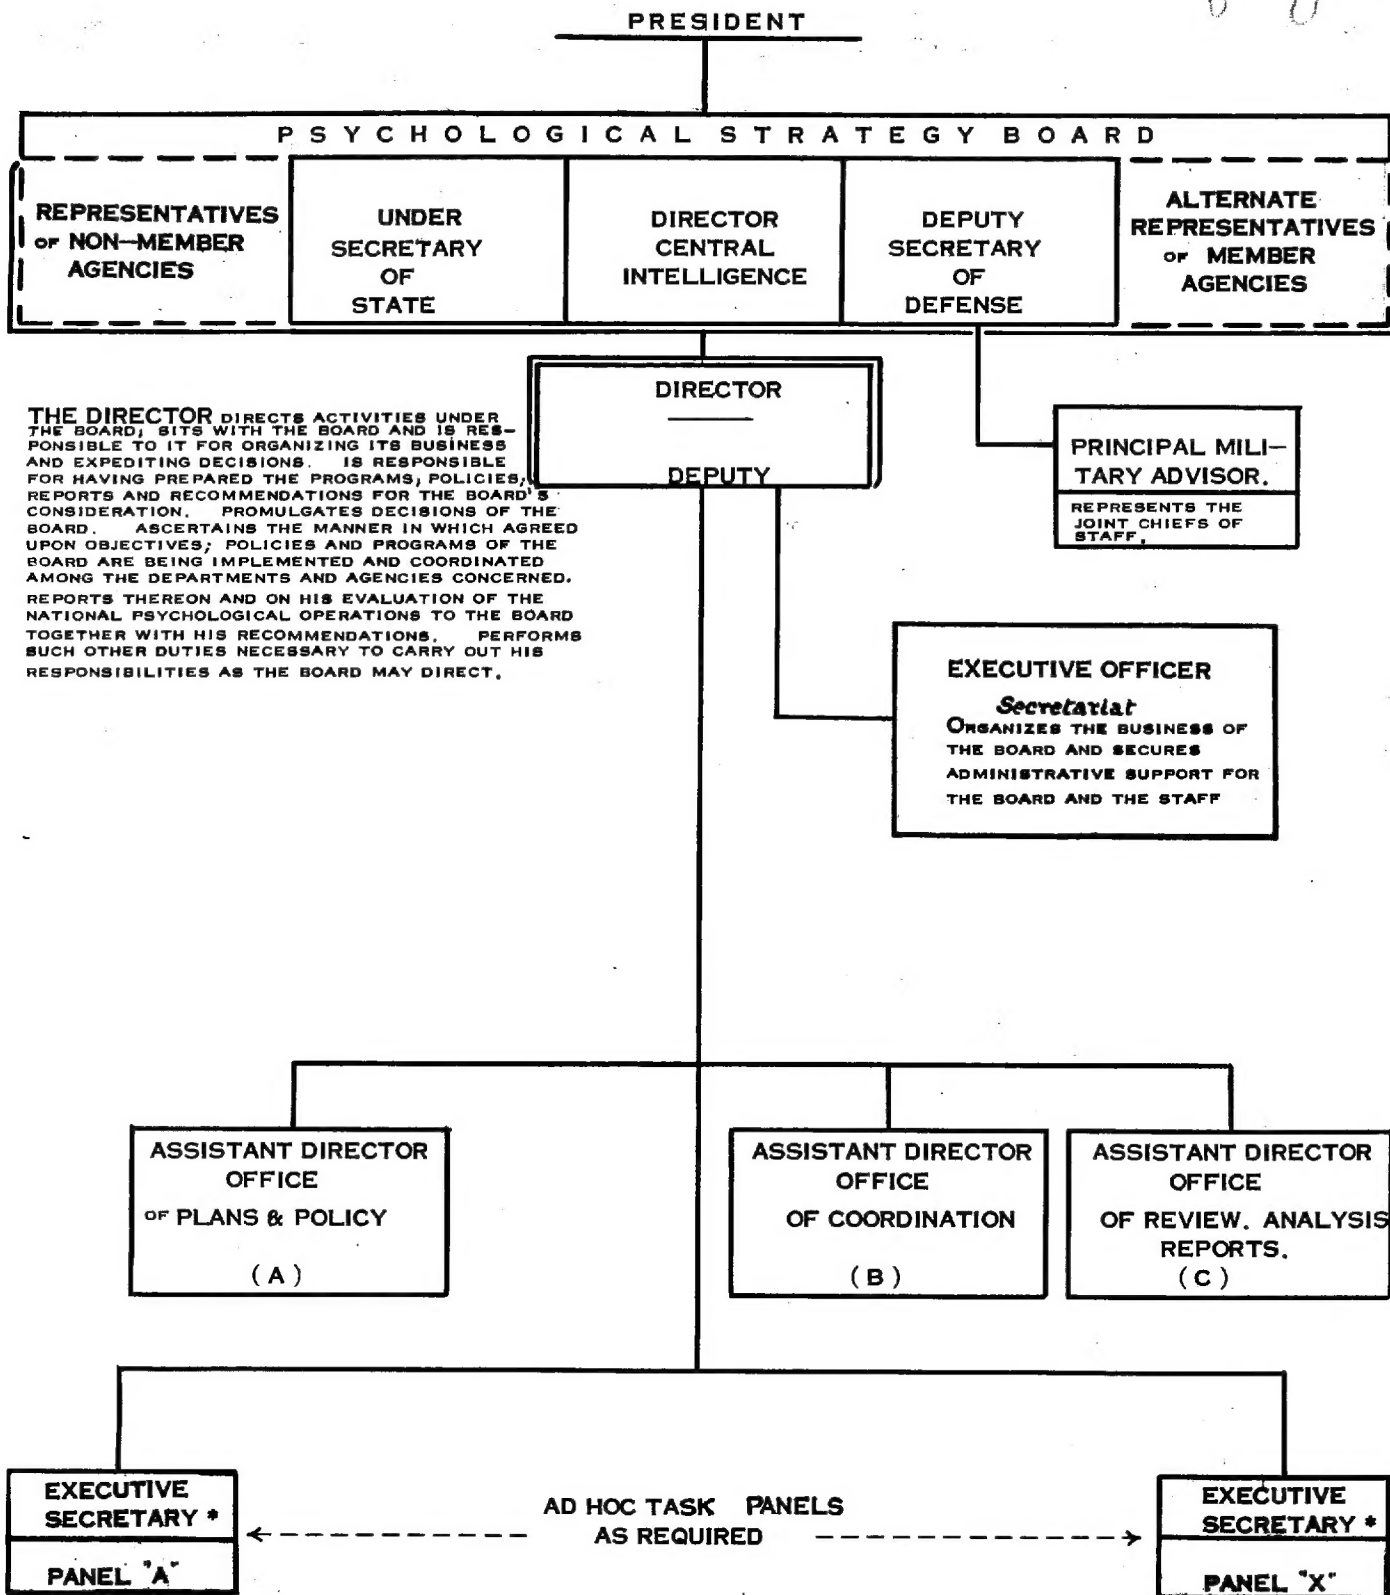 PRESIDENT
PSYCHOLOGICAL STRATEGY BOARD
REPRESENTATIVES
OF NON—MEMBER
AGENCIES
UNDER
SECRETARY
OF
STATE
DIRECTOR
CENTRAL
INTELLIGENCE
DEPUTY
SECRETARY
OF
DEFENSE
ALTERNATE
REPRESENTATIVES
OF MEMBER
AGENCIES
DIRECTOR
DEPUTY
THE DIRECTOR DIRECTS ACTIVITIES UNDER
THE BOARD; SITS WITH THE BOARD AND IS RES-
PONSIBLE TO IT FOR ORGANIZING ITS BUSINESS
AND EXPEDITING DECISIONS. IS RESPONSIBLE
FOR HAVING PREPARED THE PROGRAMS, POLICIES,
REPORTS AND RECOMMENDATIONS FOR THE BOARD'S
CONSIDERATION. PROMULGATES DECISIONS OF THE
BOARD. ASCERTAINS THE MANNER IN WHICH AGREED
UPON OBJECTIVES; POLICIES AND PROGRAMS OF THE
BOARD ARE BEING IMPLEMENTED AND COORDINATED
AMONG THE DEPARTMENTS AND AGENCIES CONCERNED.
REPORTS THEREON AND ON HIS EVALUATION OF THE
NATIONAL PSYCHOLOGICAL OPERATIONS TO THE BOARD
TOGETHER WITH HIS RECOMMENDATIONS. PERFORMS
SUCH OTHER DUTIES NECESSARY TO CARRY OUT HIS
RESPONSIBILITIES AS THE BOARD MAY DIRECT.
PRINCIPAL MILI—
TARY ADVISOR.
REPRESENTS THE
JOINT CHIEFS OF
STAFF.
EXECUTIVE OFFICER
Secretariat
ORGANIZES THE BUSINESS OF
THE BOARD AND SECURES
ADMINISTRATIVE SUPPORT FOR
THE BOARD AND THE STAFF
ASSISTANT DIRECTOR
OFFICE
OF PLANS & POLICY
(A)
ASSISTANT DIRECTOR
OFFICE
OF COORDINATION
(B)
ASSISTANT DIRECTOR
OFFICE
OF REVIEW. ANALYSIS
REPORTS.
(C)
EXECUTIVE
SECRETARY *
PANEL "A"
AD HOC TASK PANELS
AS REQUIRED
EXECUTIVE
SECRETARY *
PANEL "X"